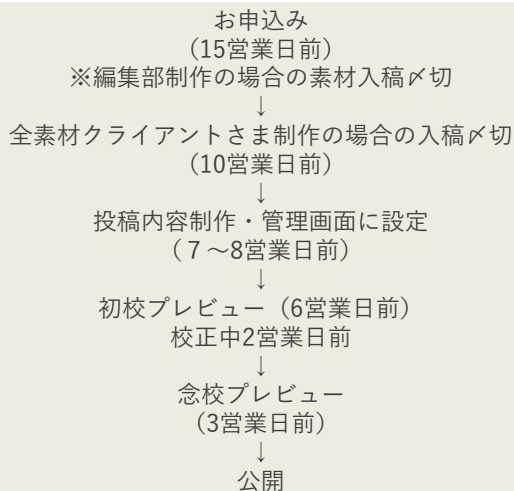 お申込み
（15営業日前）
※編集部制作の場合の素材入稿〆切
↓
全素材クライアントさま制作の場合の入稿〆切
（10営業日前）
↓
投稿内容制作・管理画面に設定
（７～8営業日前）
↓
初校プレビュー（6営業日前）
校正中2営業日前
↓
念校プレビュー
（3営業日前）
↓
公開